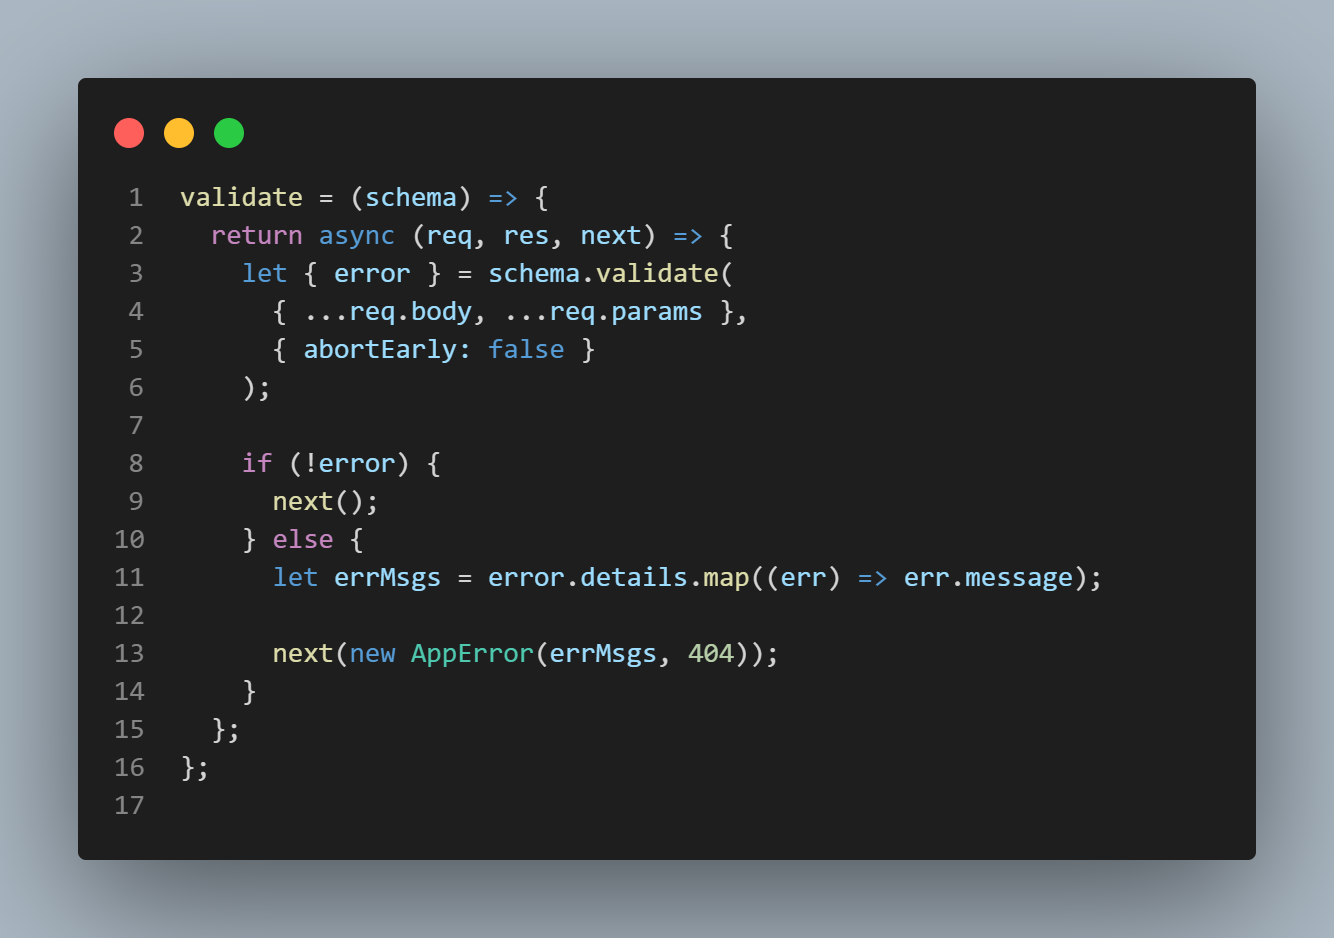 1 validate = (schema) => {
2   return async (req, res, next) => {
3     let { error } = schema.validate(
4       { ...req.body, ...req.params },
5       { abortEarly: false }
6     );
7
8     if (!error) {
9       next();
10     } else {
11       let errMsgs = error.details.map((err) => err.message);
12
13       next(new AppError(errMsgs, 404));
14     }
15   };
16 };
17